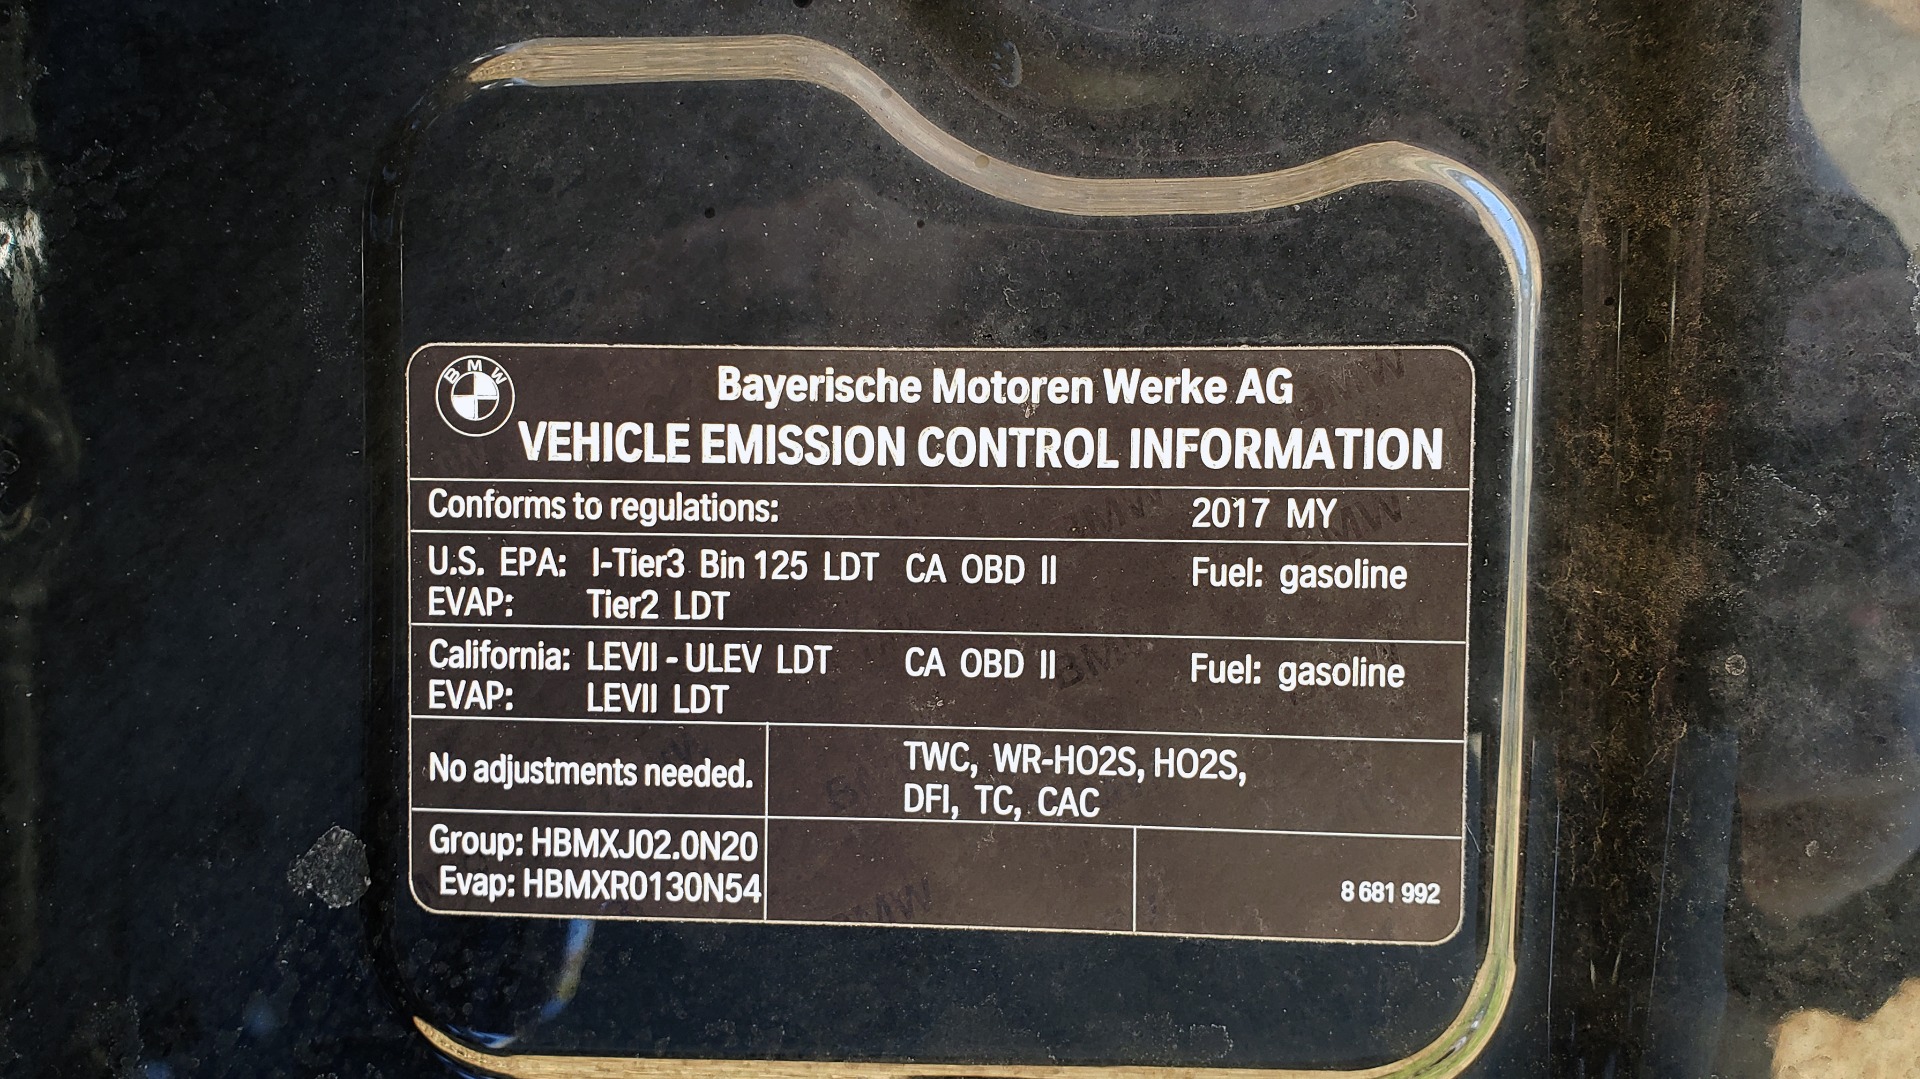 BMW
Bayerische Motoren Werke AG
VEHICLE EMISSION CONTROL INFORMATION
Conforms to regulations: 2017 MY
U.S. EPA: I-Tier3 Bin 125 LDT CA OBD II Fuel: gasoline
EVAP: Tier2 LDT
California: LEVII - ULEV LDT CA OBD II Fuel: gasoline
EVAP: LEVII LDT
No adjustments needed.
TWC, WR-HO2S, HO2S,
DFI, TC, CAC
Group: HBMXJ02.0N20
Evap: HBMXR0130N54
8 681 992